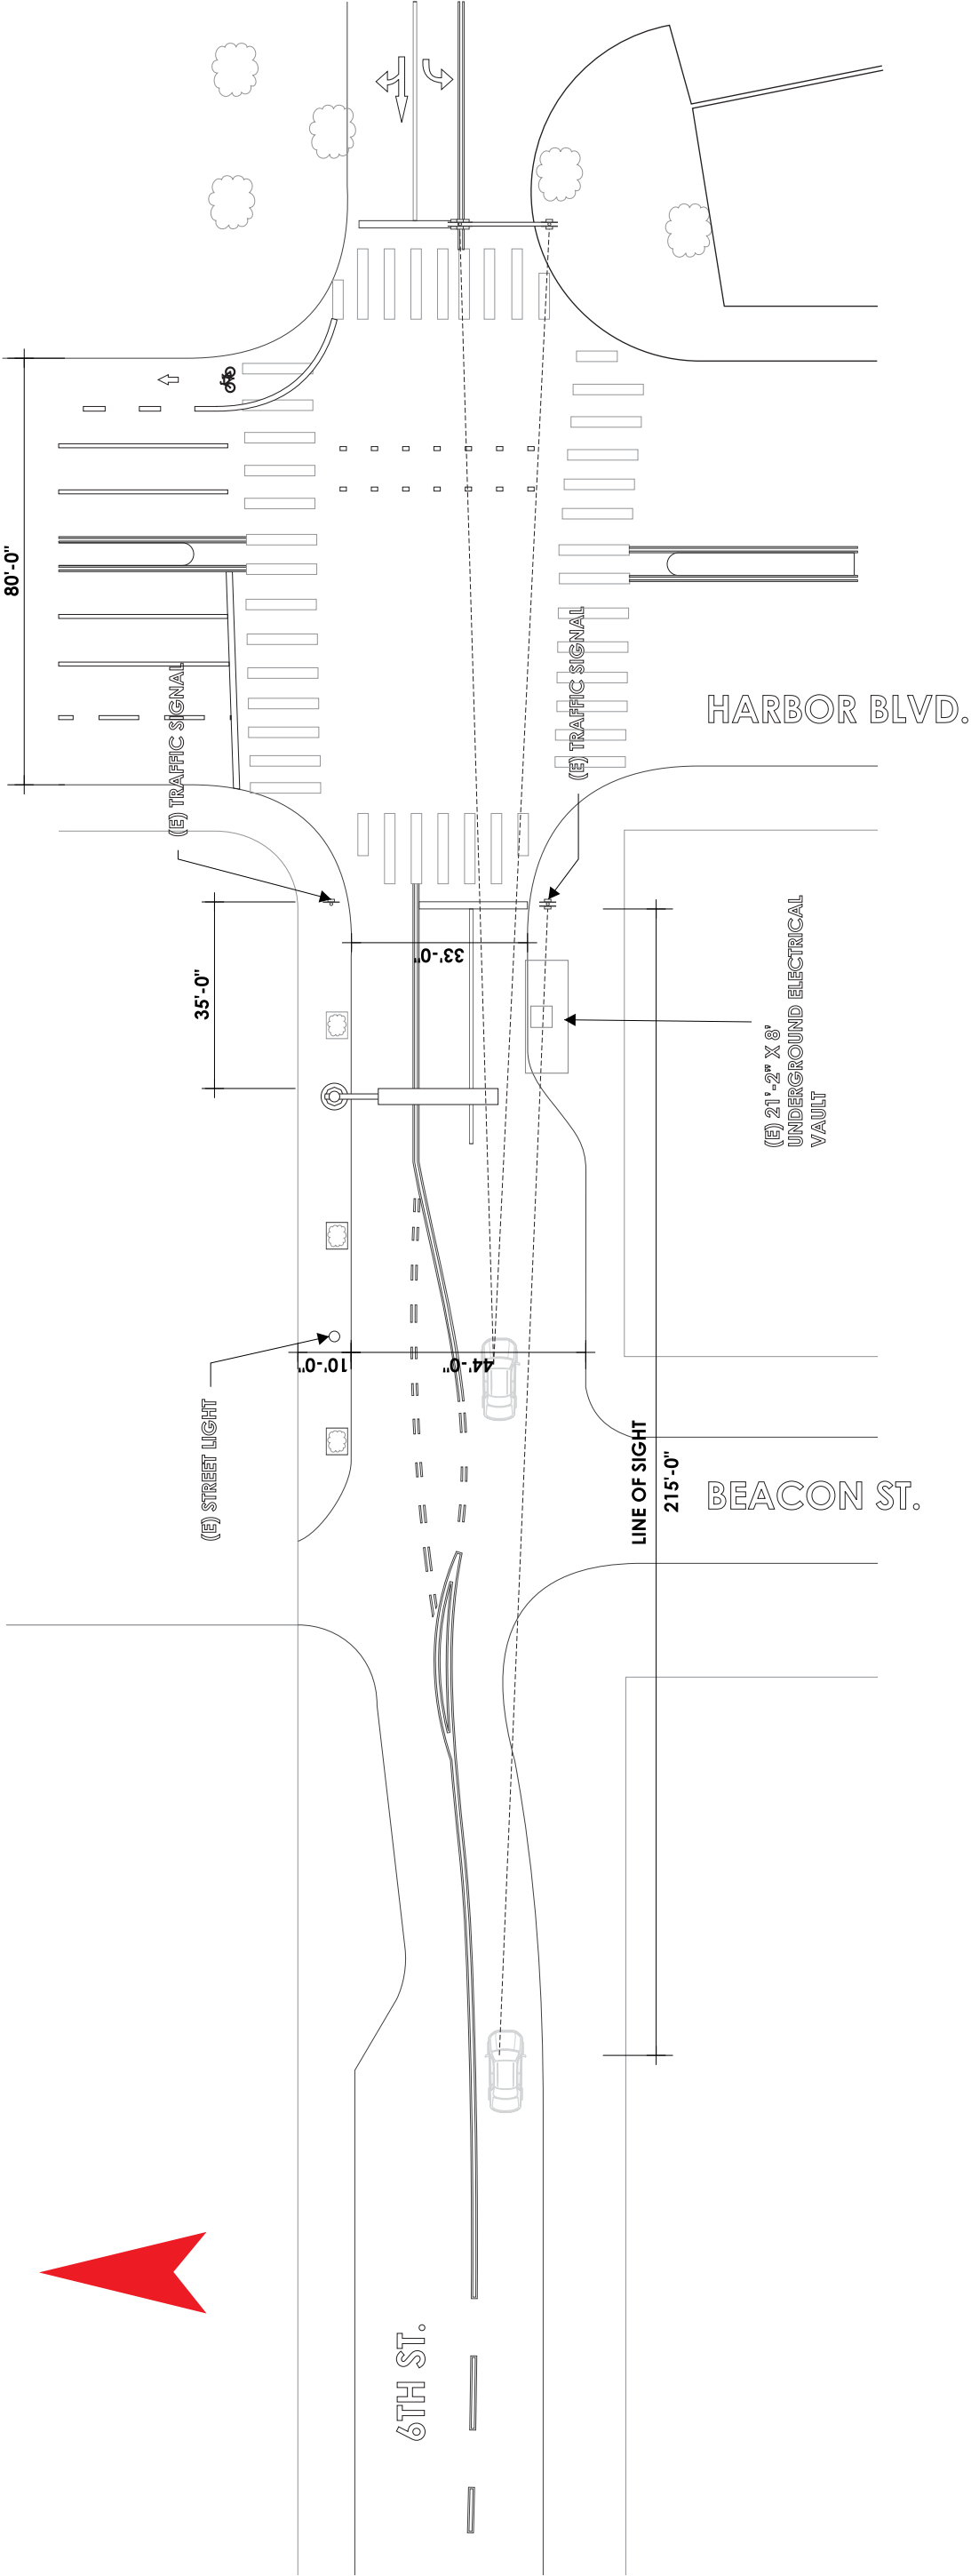 80'-0"
(E) TRAFFIC SIGNAL
(E) TRAFFIC SIGNAL
HARBOR BLVD.
33'-0"
35'-0"
(E) 21'-2" X 8'
UNDERGROUND ELECTRICAL
VAULT
10'-0"
44'-0"
(E) STREET LIGHT
LINE OF SIGHT
215'-0"
BEACON ST.
6TH ST.